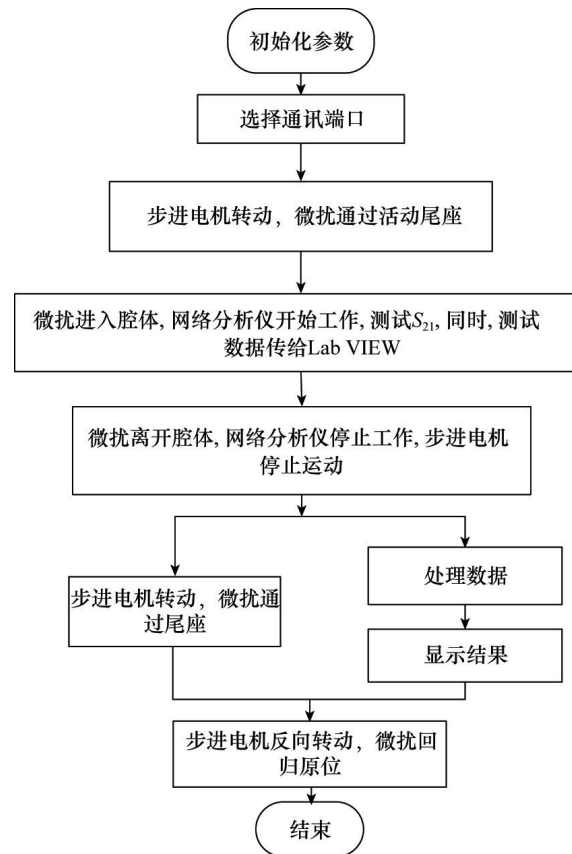 初始化参数
选择通讯端口
步进电机转动，微扰通过活动尾座
微扰进入腔体, 网络分析仪开始工作, 测试S21, 同时, 测试
数据传给Lab VIEW
微扰离开腔体, 网络分析仪停止工作, 步进电机
停止运动
步进电机转动，微扰通
过尾座
处理数据
显示结果
步进电机反向转动，微扰回
归原位
结束